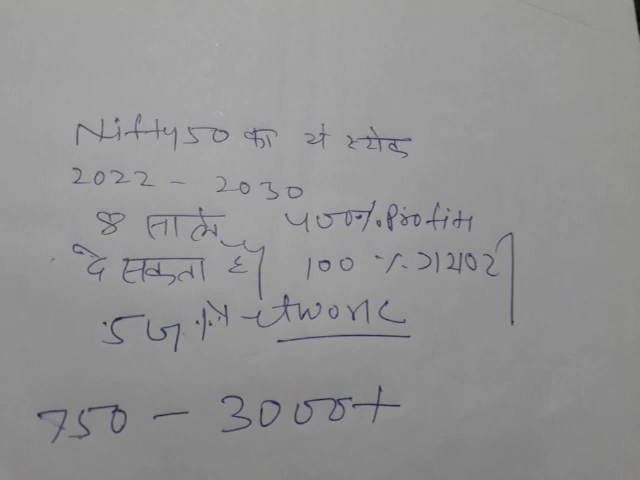 Nifty50 का ये स्टोक
2022 - 2030
8 साल 400% Profit
दे सकता है 100%
5G Network
750 - 3000+